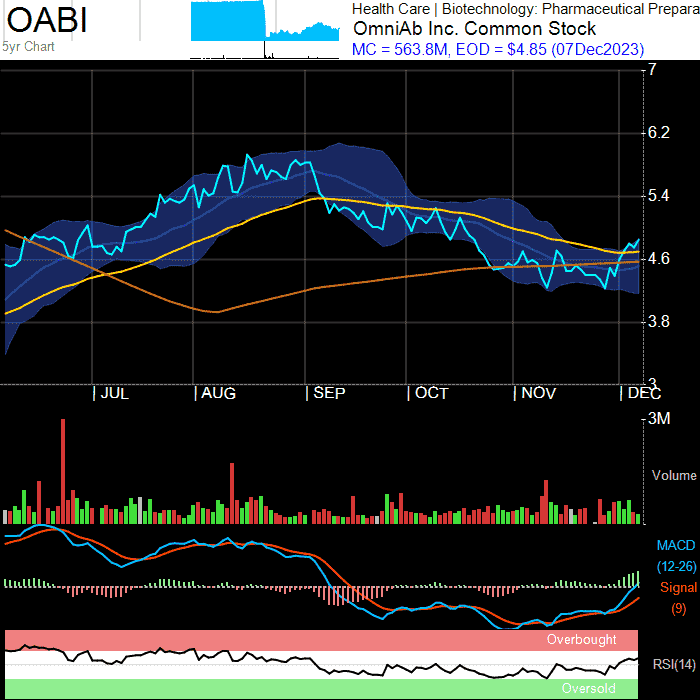 OABI
5yr Chart
Health Care | Biotechnology: Pharmaceutical Prepara
OmniAb Inc. Common Stock
MC = 563.8M, EOD = $4.85 (07Dec2023)
7
6.2
5.4
4.6
3.8
3
| JUL | AUG | SEP | OCT | NOV | DEC
3M
Volume
MACD
(12-26)
Signal
(9)
Overbought
RSI(14)
Oversold